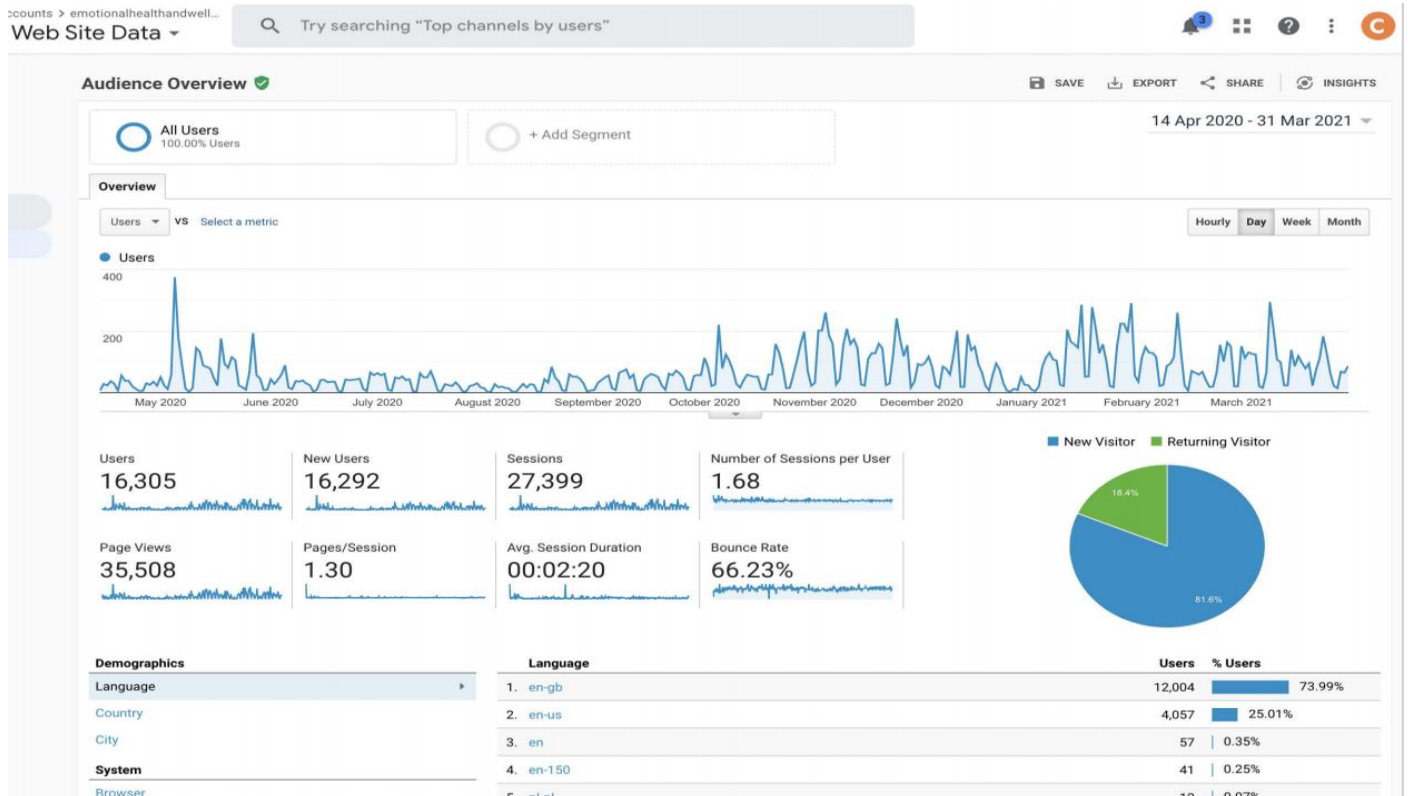 ccounts > emotionalhealthandwell...
Web Site Data
Try searching "Top channels by users"
3
C
Audience Overview
SAVE EXPORT SHARE INSIGHTS
All Users
100.00% Users
+ Add Segment
14 Apr 2020 - 31 Mar 2021
Overview
Users VS Select a metric
Hourly Day Week Month
Users
400
200
May 2020 June 2020 July 2020 August 2020 September 2020 October 2020 November 2020 December 2020 January 2021 February 2021 March 2021
New Visitor Returning Visitor
Users New Users Sessions Number of Sessions per User
16,305 16,292 27,399 1.68
18.4%
Page Views Pages/Session Avg. Session Duration Bounce Rate
35,508 1.30 00:02:20 66.23%
81.6%
Demographics Language Users % Users
Language 1. en-gb 12,004 73.99%
Country 2. en-us 4,057 25.01%
City 3. en 57 0.35%
System 4. en-150 41 0.25%
Browser